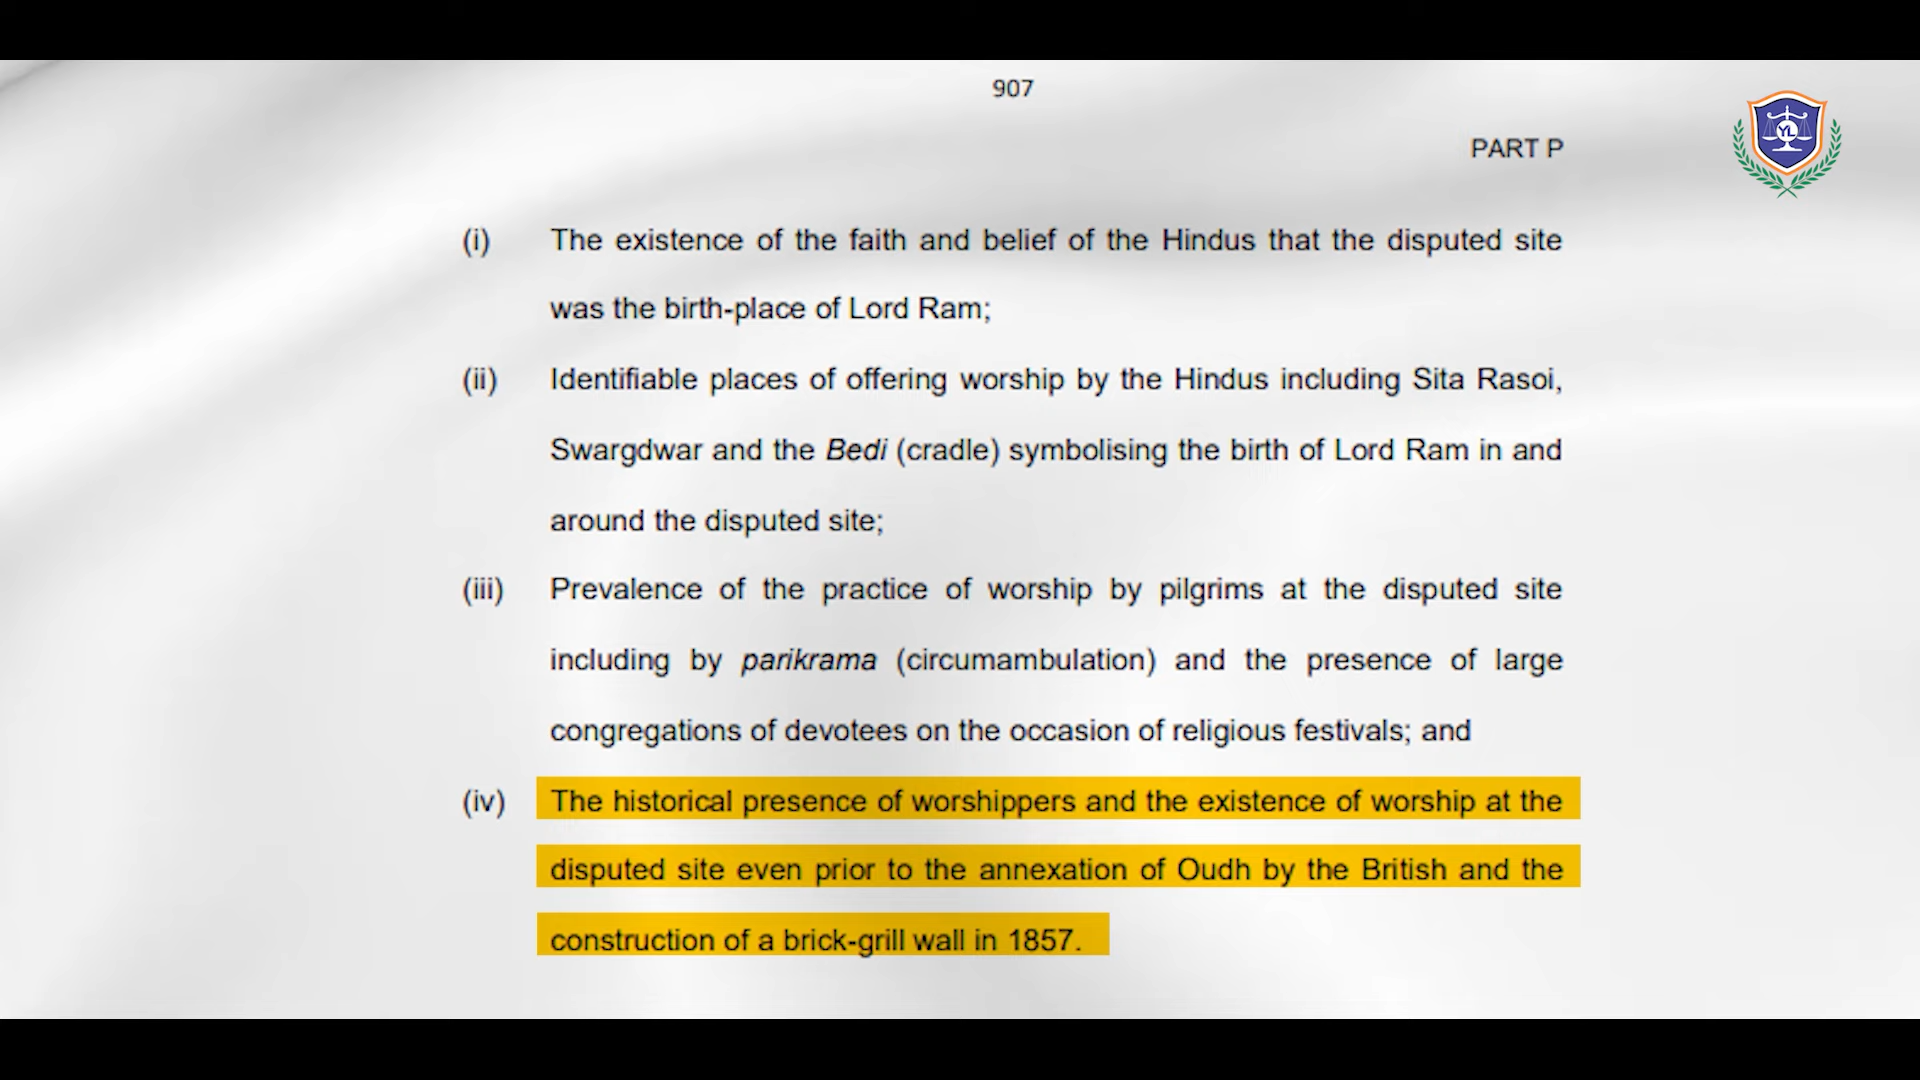 907
PART P
YL
(i) The existence of the faith and belief of the Hindus that the disputed site
was the birth-place of Lord Ram;
(ii) Identifiable places of offering worship by the Hindus including Sita Rasoi,
Swargdwar and the Bedi (cradle) symbolising the birth of Lord Ram in and
around the disputed site;
(iii) Prevalence of the practice of worship by pilgrims at the disputed site
including by parikrama (circumambulation) and the presence of large
congregations of devotees on the occasion of religious festivals; and
(iv) The historical presence of worshippers and the existence of worship at the
disputed site even prior to the annexation of Oudh by the British and the
construction of a brick-grill wall in 1857.